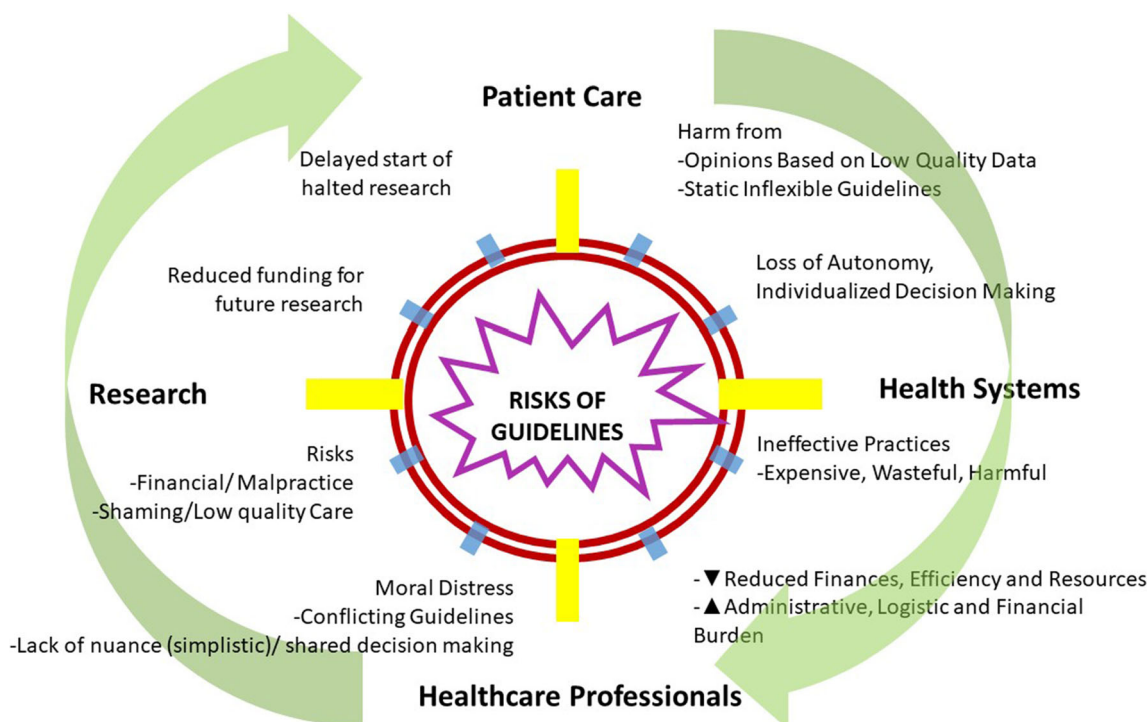 Patient Care
Harm from
-Opinions Based on Low Quality Data
-Static Inflexible Guidelines
Loss of Autonomy,
Individualized Decision Making
Health Systems
Ineffective Practices
-Expensive, Wasteful, Harmful
-▼Reduced Finances, Efficiency and Resources
-▲Administrative, Logistic and Financial
Burden
Healthcare Professionals
Moral Distress
-Conflicting Guidelines
-Lack of nuance (simplistic)/ shared decision making
Risks
-Financial/ Malpractice
-Shaming/Low quality Care
Research
Reduced funding for
future research
Delayed start of
halted research
RISKS OF
GUIDELINES